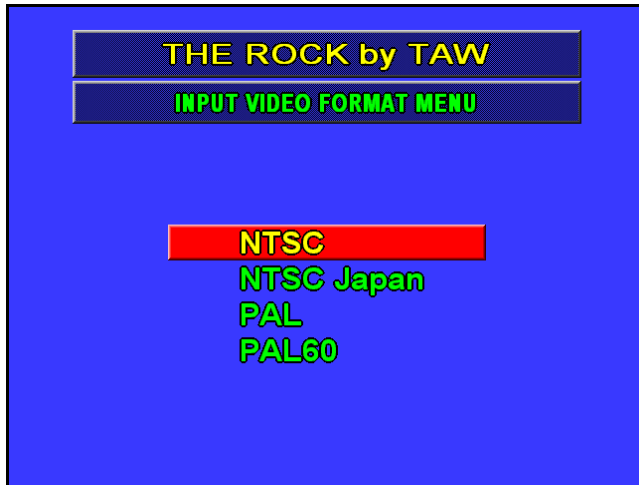 THE ROCK by TAW
INPUT VIDEO FORMAT MENU
NTSC
NTSC Japan
PAL
PAL60